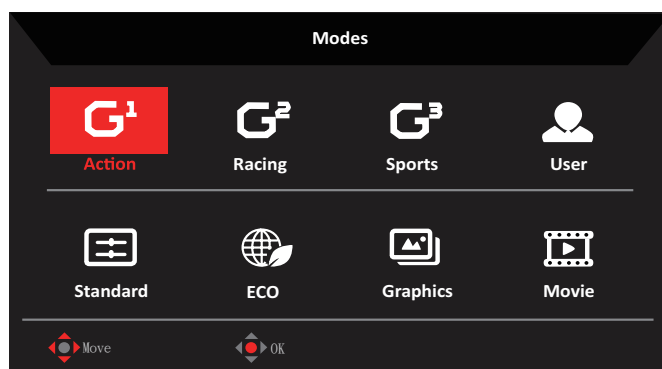 Modes
G¹ G² G³
Action Racing Sports User
Standard ECO Graphics Movie
Move OK